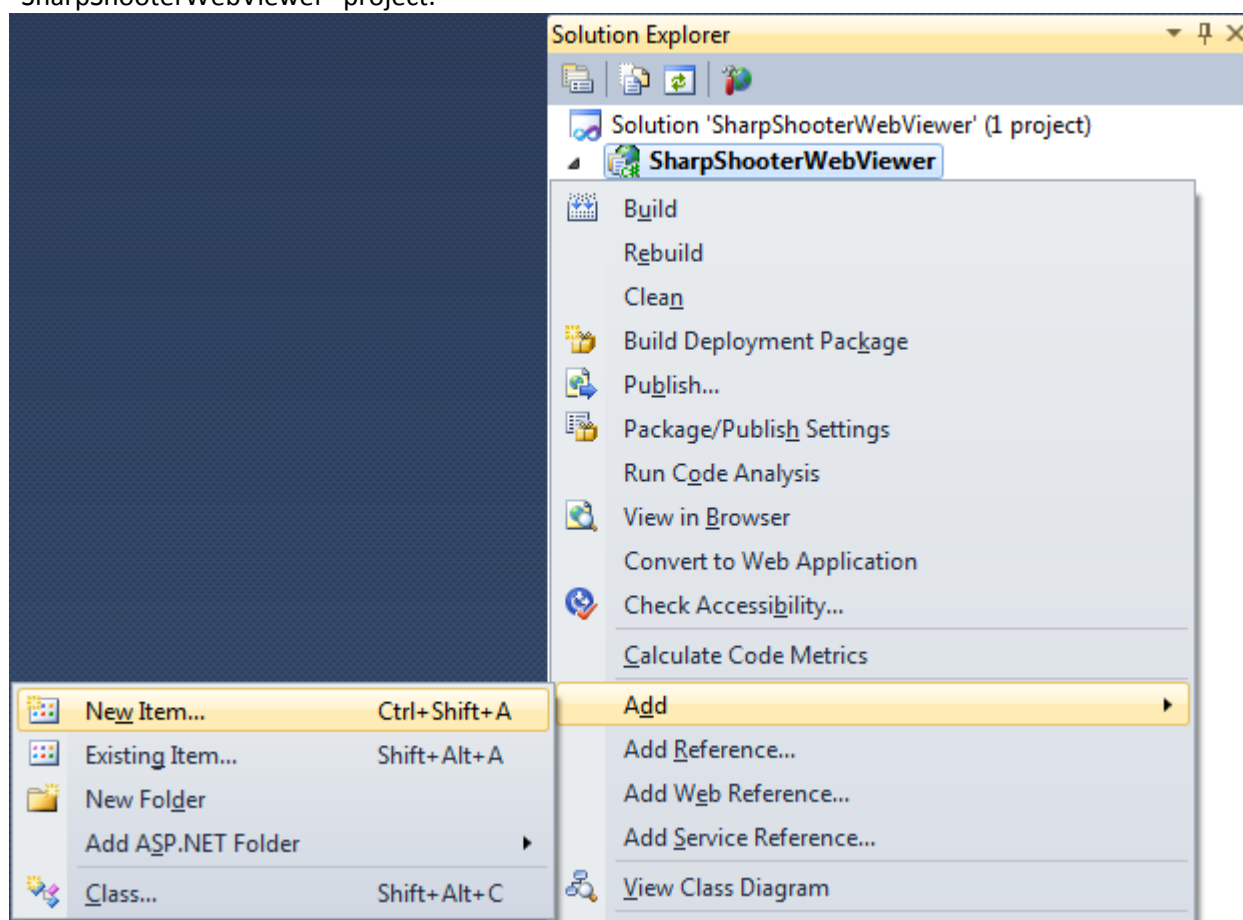 "SharpShooterWebViewer" project.
Solution Explorer
Solution 'SharpShooterWebViewer' (1 project)
SharpShooterWebViewer
Build
Rebuild
Clean
Build Deployment Package
Publish...
Package/Publish Settings
Run Code Analysis
View in Browser
Convert to Web Application
Check Accessibility...
Calculate Code Metrics
Add
Add Reference...
Add Web Reference...
Add Service Reference...
View Class Diagram
New Item... Ctrl+Shift+A
Existing Item... Shift+Alt+A
New Folder
Add ASP.NET Folder
Class... Shift+Alt+C